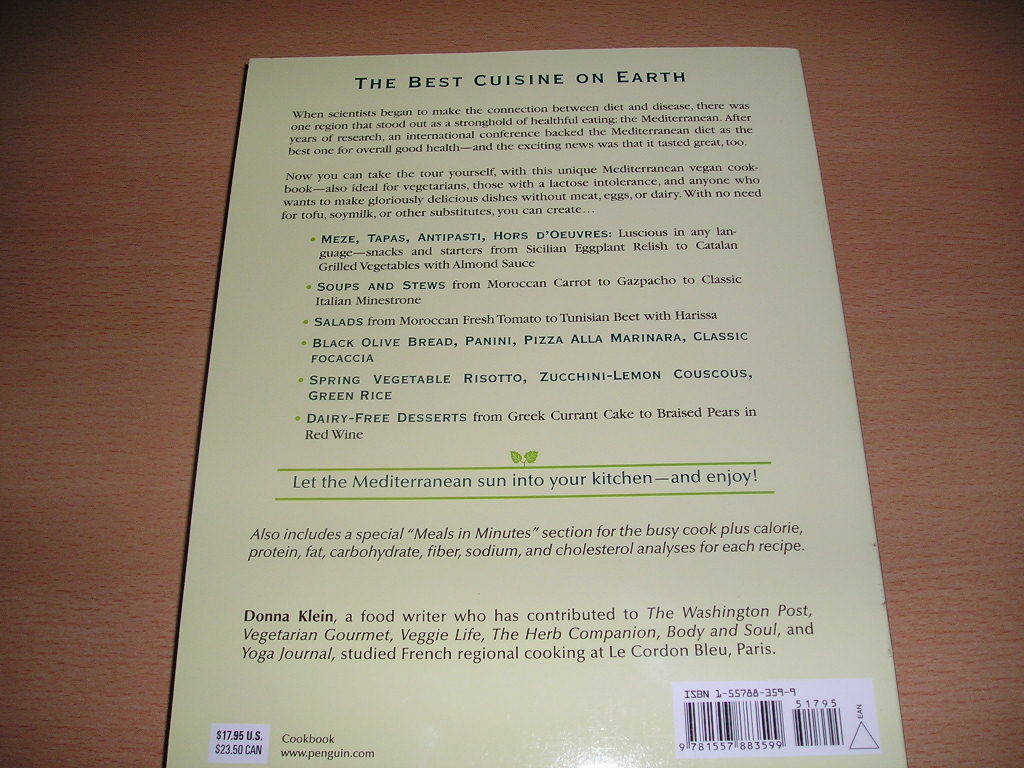 THE BEST CUISINE ON EARTH
When scientists began to make the connection between diet and disease, there was
one region that stood out as a stronghold of healthful eating: the Mediterranean. After
years of research, an international conference backed the Mediterranean diet as the
best one for overall good health—and the exciting news was that it tasted great, too.
Now you can take the tour yourself, with this unique Mediterranean vegan cook-
book—also ideal for vegetarians, those with a lactose intolerance, and anyone who
wants to make gloriously delicious dishes without meat, eggs, or dairy. With no need
for tofu, soymilk, or other substitutes, you can create...
• MEZE, TAPAS, ANTIPASTI, HORS D'OEUVRES: Luscious in any lan-
guage—snacks and starters from Sicilian Eggplant Relish to Catalan
Grilled Vegetables with Almond Sauce
• SOUPS AND STEWS from Moroccan Carrot to Gazpacho to Classic
Italian Minestrone
• SALADS from Moroccan Fresh Tomato to Tunisian Beet with Harissa
• BLACK OLIVE BREAD, PANINI, PIZZA ALLA MARINARA, CLASSIC
FOCACCIA
• SPRING VEGETABLE RISOTTO, ZUCCHINI-LEMON COUSCOUS,
GREEN RICE
• DAIRY-FREE DESSERTS from Greek Currant Cake to Braised Pears in
Red Wine
Let the Mediterranean sun into your kitchen—and enjoy!
Also includes a special "Meals in Minutes" section for the busy cook plus calorie,
protein, fat, carbohydrate, fiber, sodium, and cholesterol analyses for each recipe.
Donna Klein, a food writer who has contributed to The Washington Post,
Vegetarian Gourmet, Veggie Life, The Herb Companion, Body and Soul, and
Yoga Journal, studied French regional cooking at Le Cordon Bleu, Paris.
ISBN 1-55788-359-9
51795
EAN
9 781557 883599
$17.95 U.S.
$23.50 CAN
Cookbook
www.penguin.com